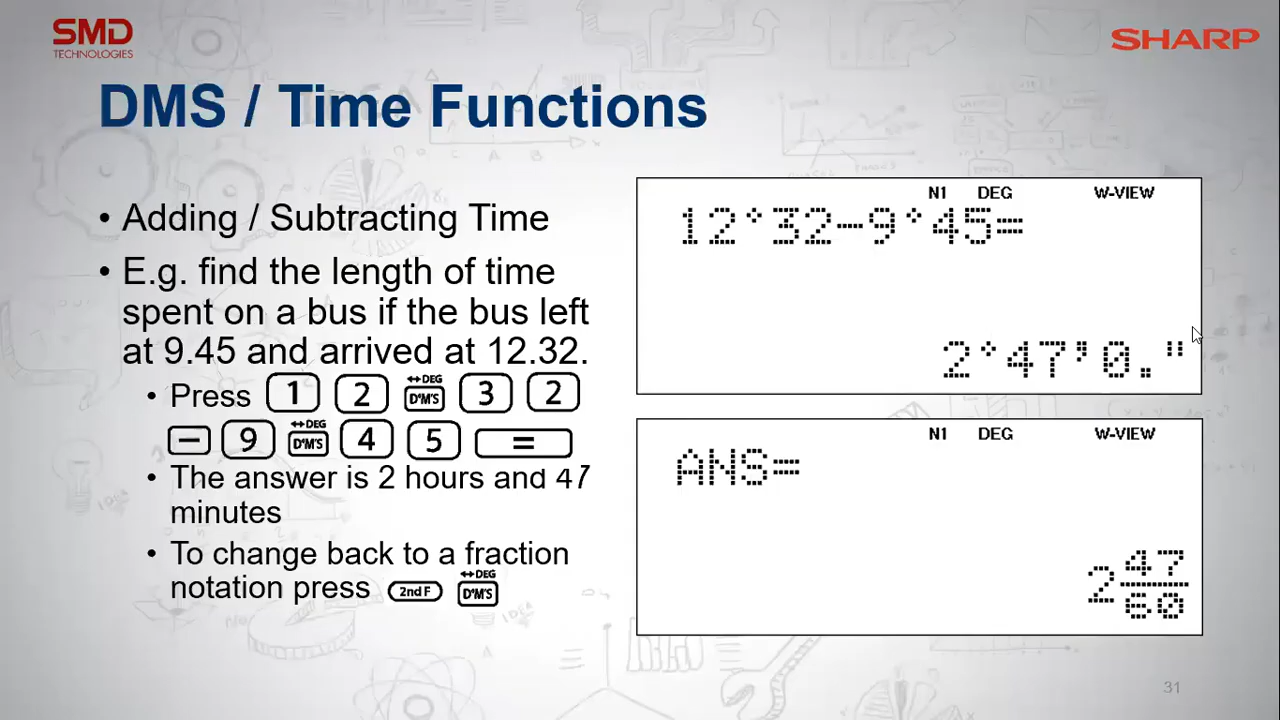 SMD
TECHNOLOGIES
SHARP
DMS / Time Functions
• Adding / Subtracting Time
• E.g. find the length of time
spent on a bus if the bus left
at 9.45 and arrived at 12.32.
• Press 1 2 ↔DEG D°M'S 3 2
− 9 ↔DEG D°M'S 4 5 =
• The answer is 2 hours and 47
minutes
• To change back to a fraction
notation press 2nd F ↔DEG D°M'S
N1 DEG W-VIEW
12°32−9°45=
2°47'0."
N1 DEG W-VIEW
ANS=
2 47/60
31